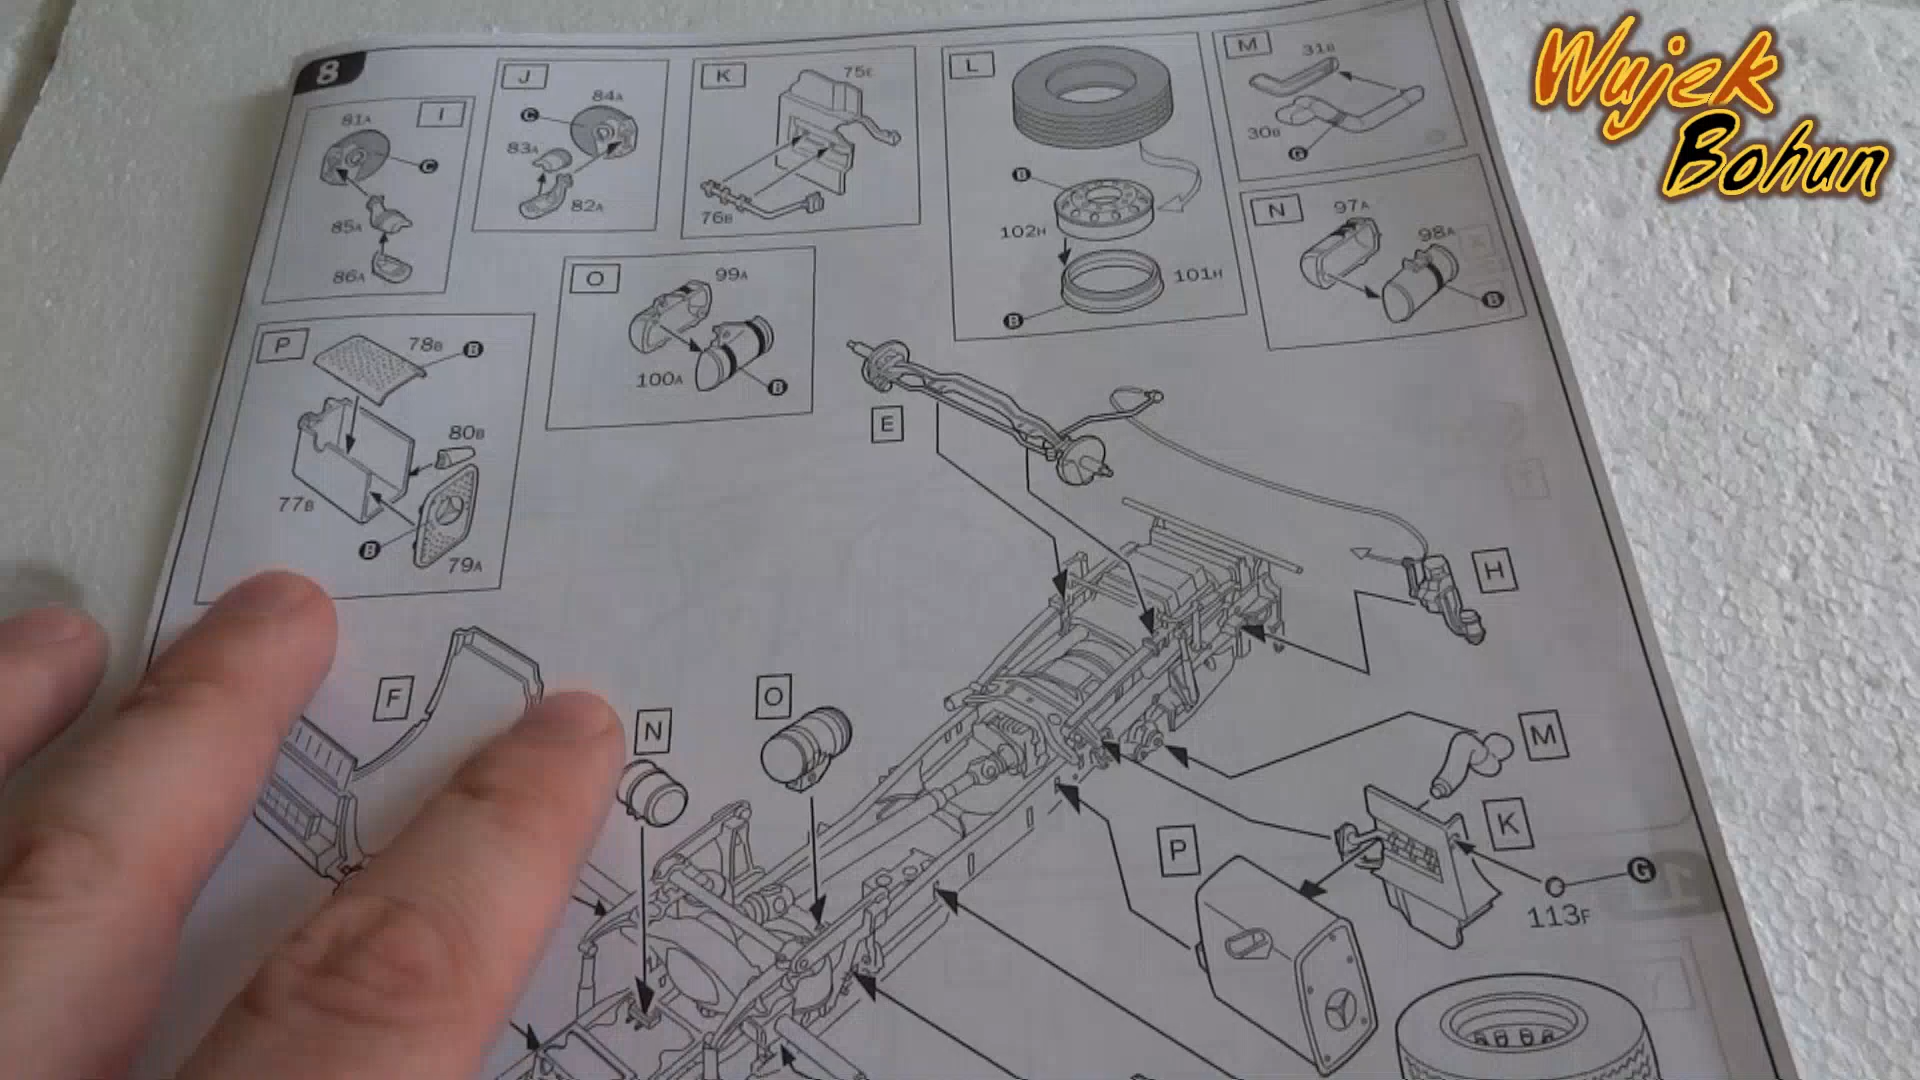 8
I
81A
C
85A
86A
J
84A
C
83A
82A
K
75E
76B
L
B
102H
101H
B
M
31B
30B
G
N
97A
98A
B
O
99A
100A
B
P
78B
B
80B
77B
B
79A
E
H
F
N
O
M
K
P
G
113F
Wujek
Bohun